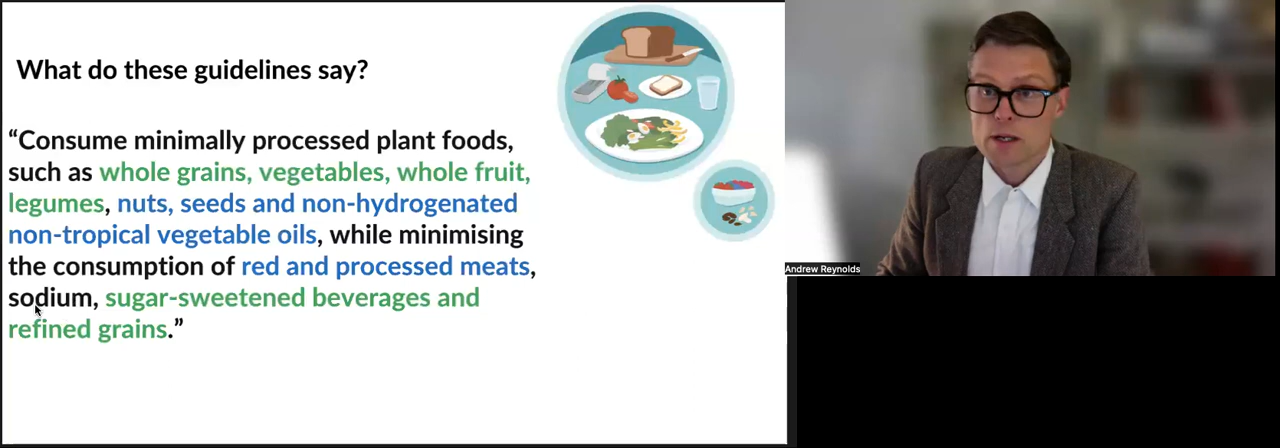 What do these guidelines say?
“Consume minimally processed plant foods,
such as whole grains, vegetables, whole fruit,
legumes, nuts, seeds and non-hydrogenated
non-tropical vegetable oils, while minimising
the consumption of red and processed meats,
sodium, sugar-sweetened beverages and
refined grains.”
Andrew Reynolds